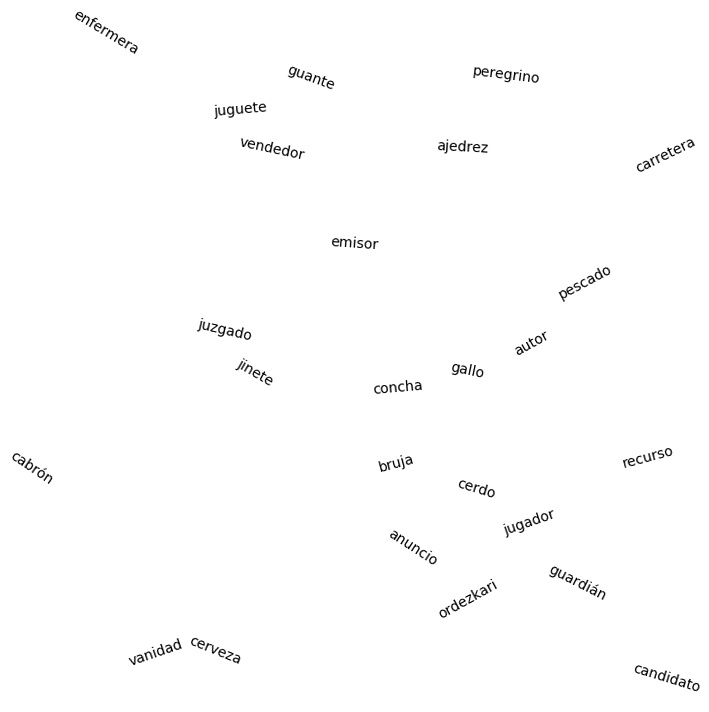 enfermera
guante
peregrino
juguete
vendedor
ajedrez
carretera
emisor
pescado
juzgado
autor
jinete
gallo
concha
cabrón
bruja
recurso
cerdo
jugador
anuncio
guardián
ordezkari
vanidad
cerveza
candidato